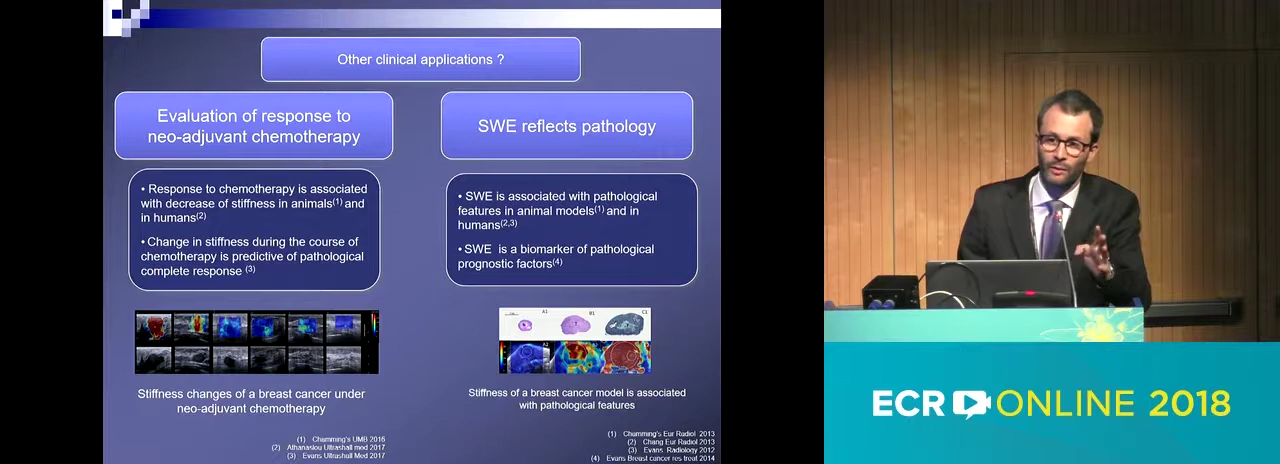 Other clinical applications ?
Evaluation of response to
neo-adjuvant chemotherapy
• Response to chemotherapy is associated
with decrease of stiffness in animals(1) and
in humans(2)
• Change in stiffness during the course of
chemotherapy is predictive of pathological
complete response (3)
Stiffness changes of a breast cancer under
neo-adjuvant chemotherapy
(1) Chamming's UMB 2016
(2) Athanasiou Ultrashall med 2017
(3) Evans Ultrashall Med 2017
SWE reflects pathology
• SWE is associated with pathological
features in animal models(1) and in
humans(2,3)
• SWE is a biomarker of pathological
prognostic factors(4)
A1
B1
C1
A2
Stiffness of a breast cancer model is associated
with pathological features
(1) Chamming's Eur Radiol 2013
(2) Chang Eur Radiol 2013
(3) Evans Radiology 2012
(4) Evans Breast cancer res treat 2014
ECR ONLINE 2018